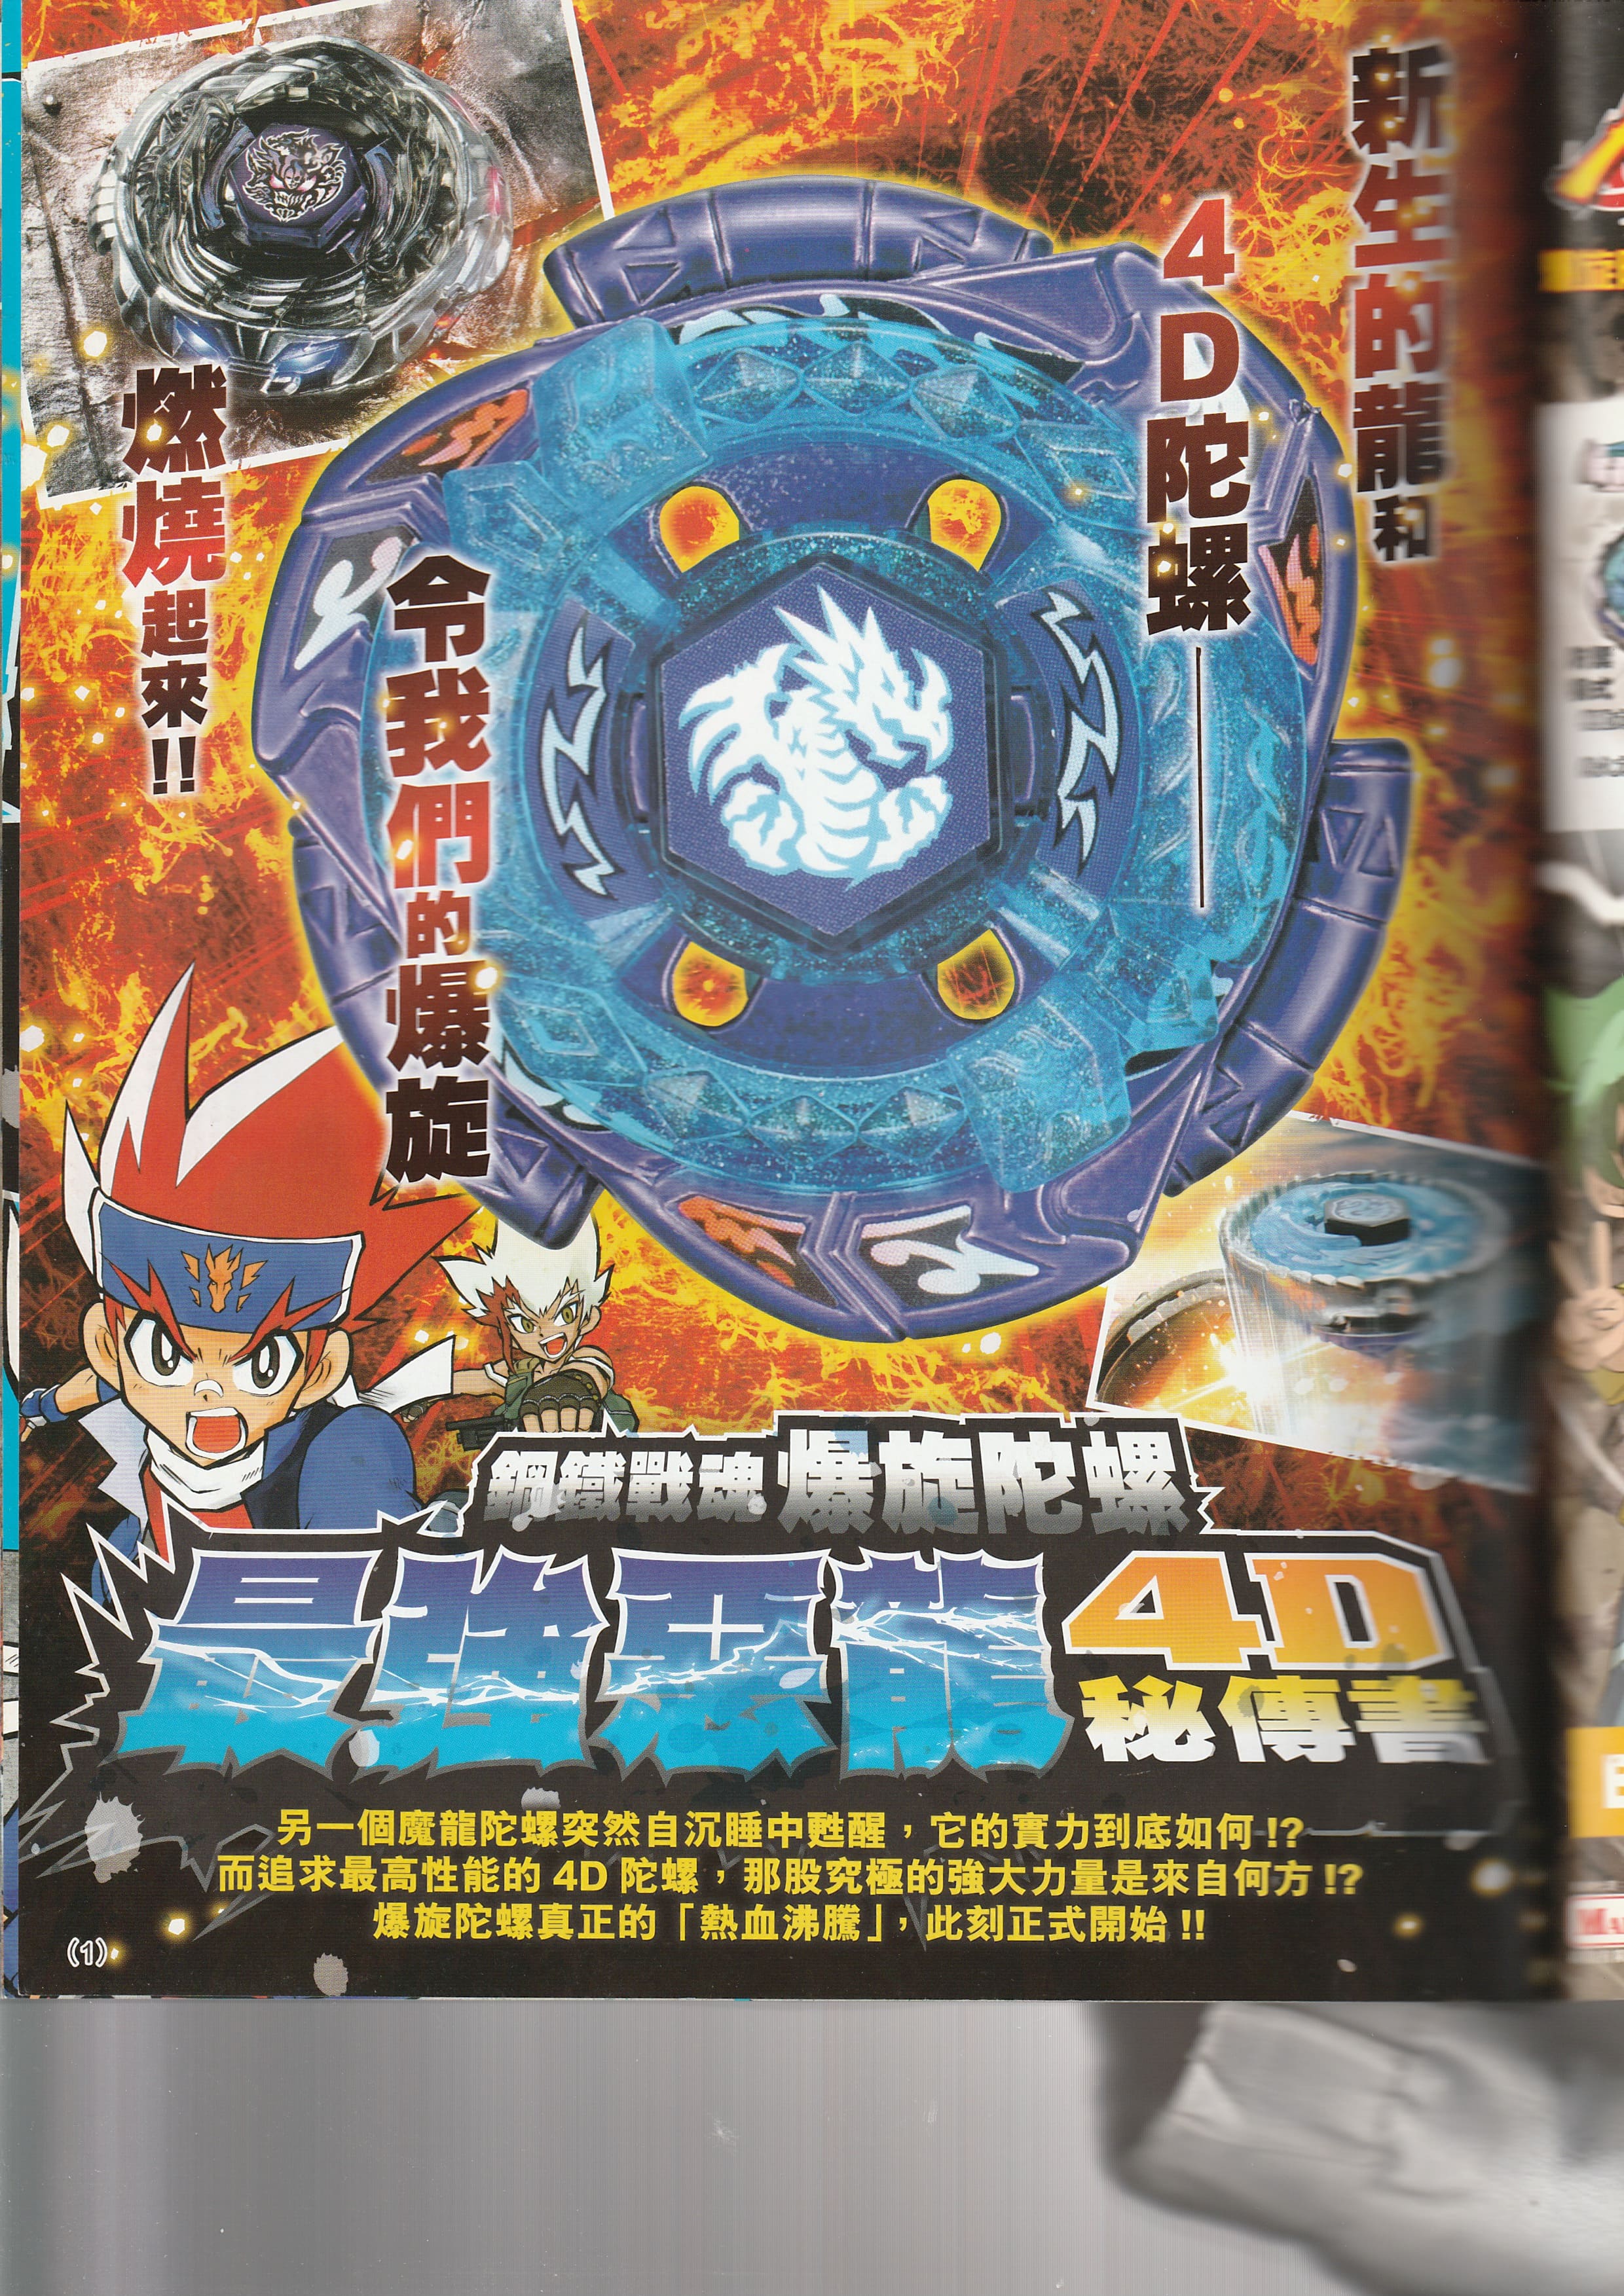 新生的龍和
4D陀螺——
令我們的爆旋
燃燒起來!!
鋼鐵戰魂 爆旋陀螺
最強惡龍 4D
秘傳書
另一個魔龍陀螺突然自沉睡中甦醒，它的實力到底如何!?
而追求最高性能的 4D 陀螺，那股究極的強大力量是來自何方!?
爆旋陀螺真正的「熱血沸騰」，此刻正式開始!!
(1)